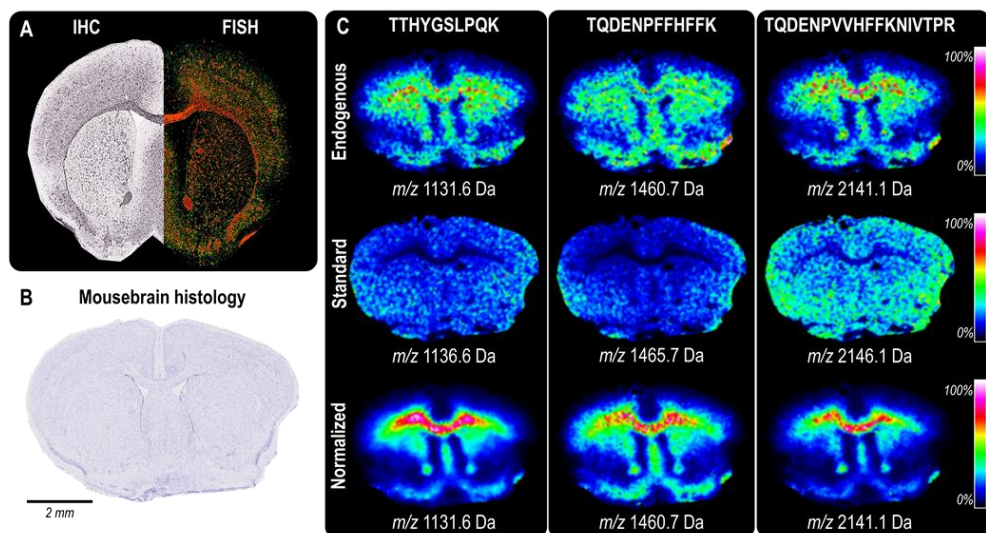 A IHC FISH
B Mousebrain histology
2 mm
C TTHYGSLPQK TQDENPFFHFFK TQDENPVVHFFKNIVTPR
Endogenous
100%
0%
m/z 1131.6 Da m/z 1460.7 Da m/z 2141.1 Da
Standard
100%
0%
m/z 1136.6 Da m/z 1465.7 Da m/z 2146.1 Da
Normalized
100%
0%
m/z 1131.6 Da m/z 1460.7 Da m/z 2141.1 Da